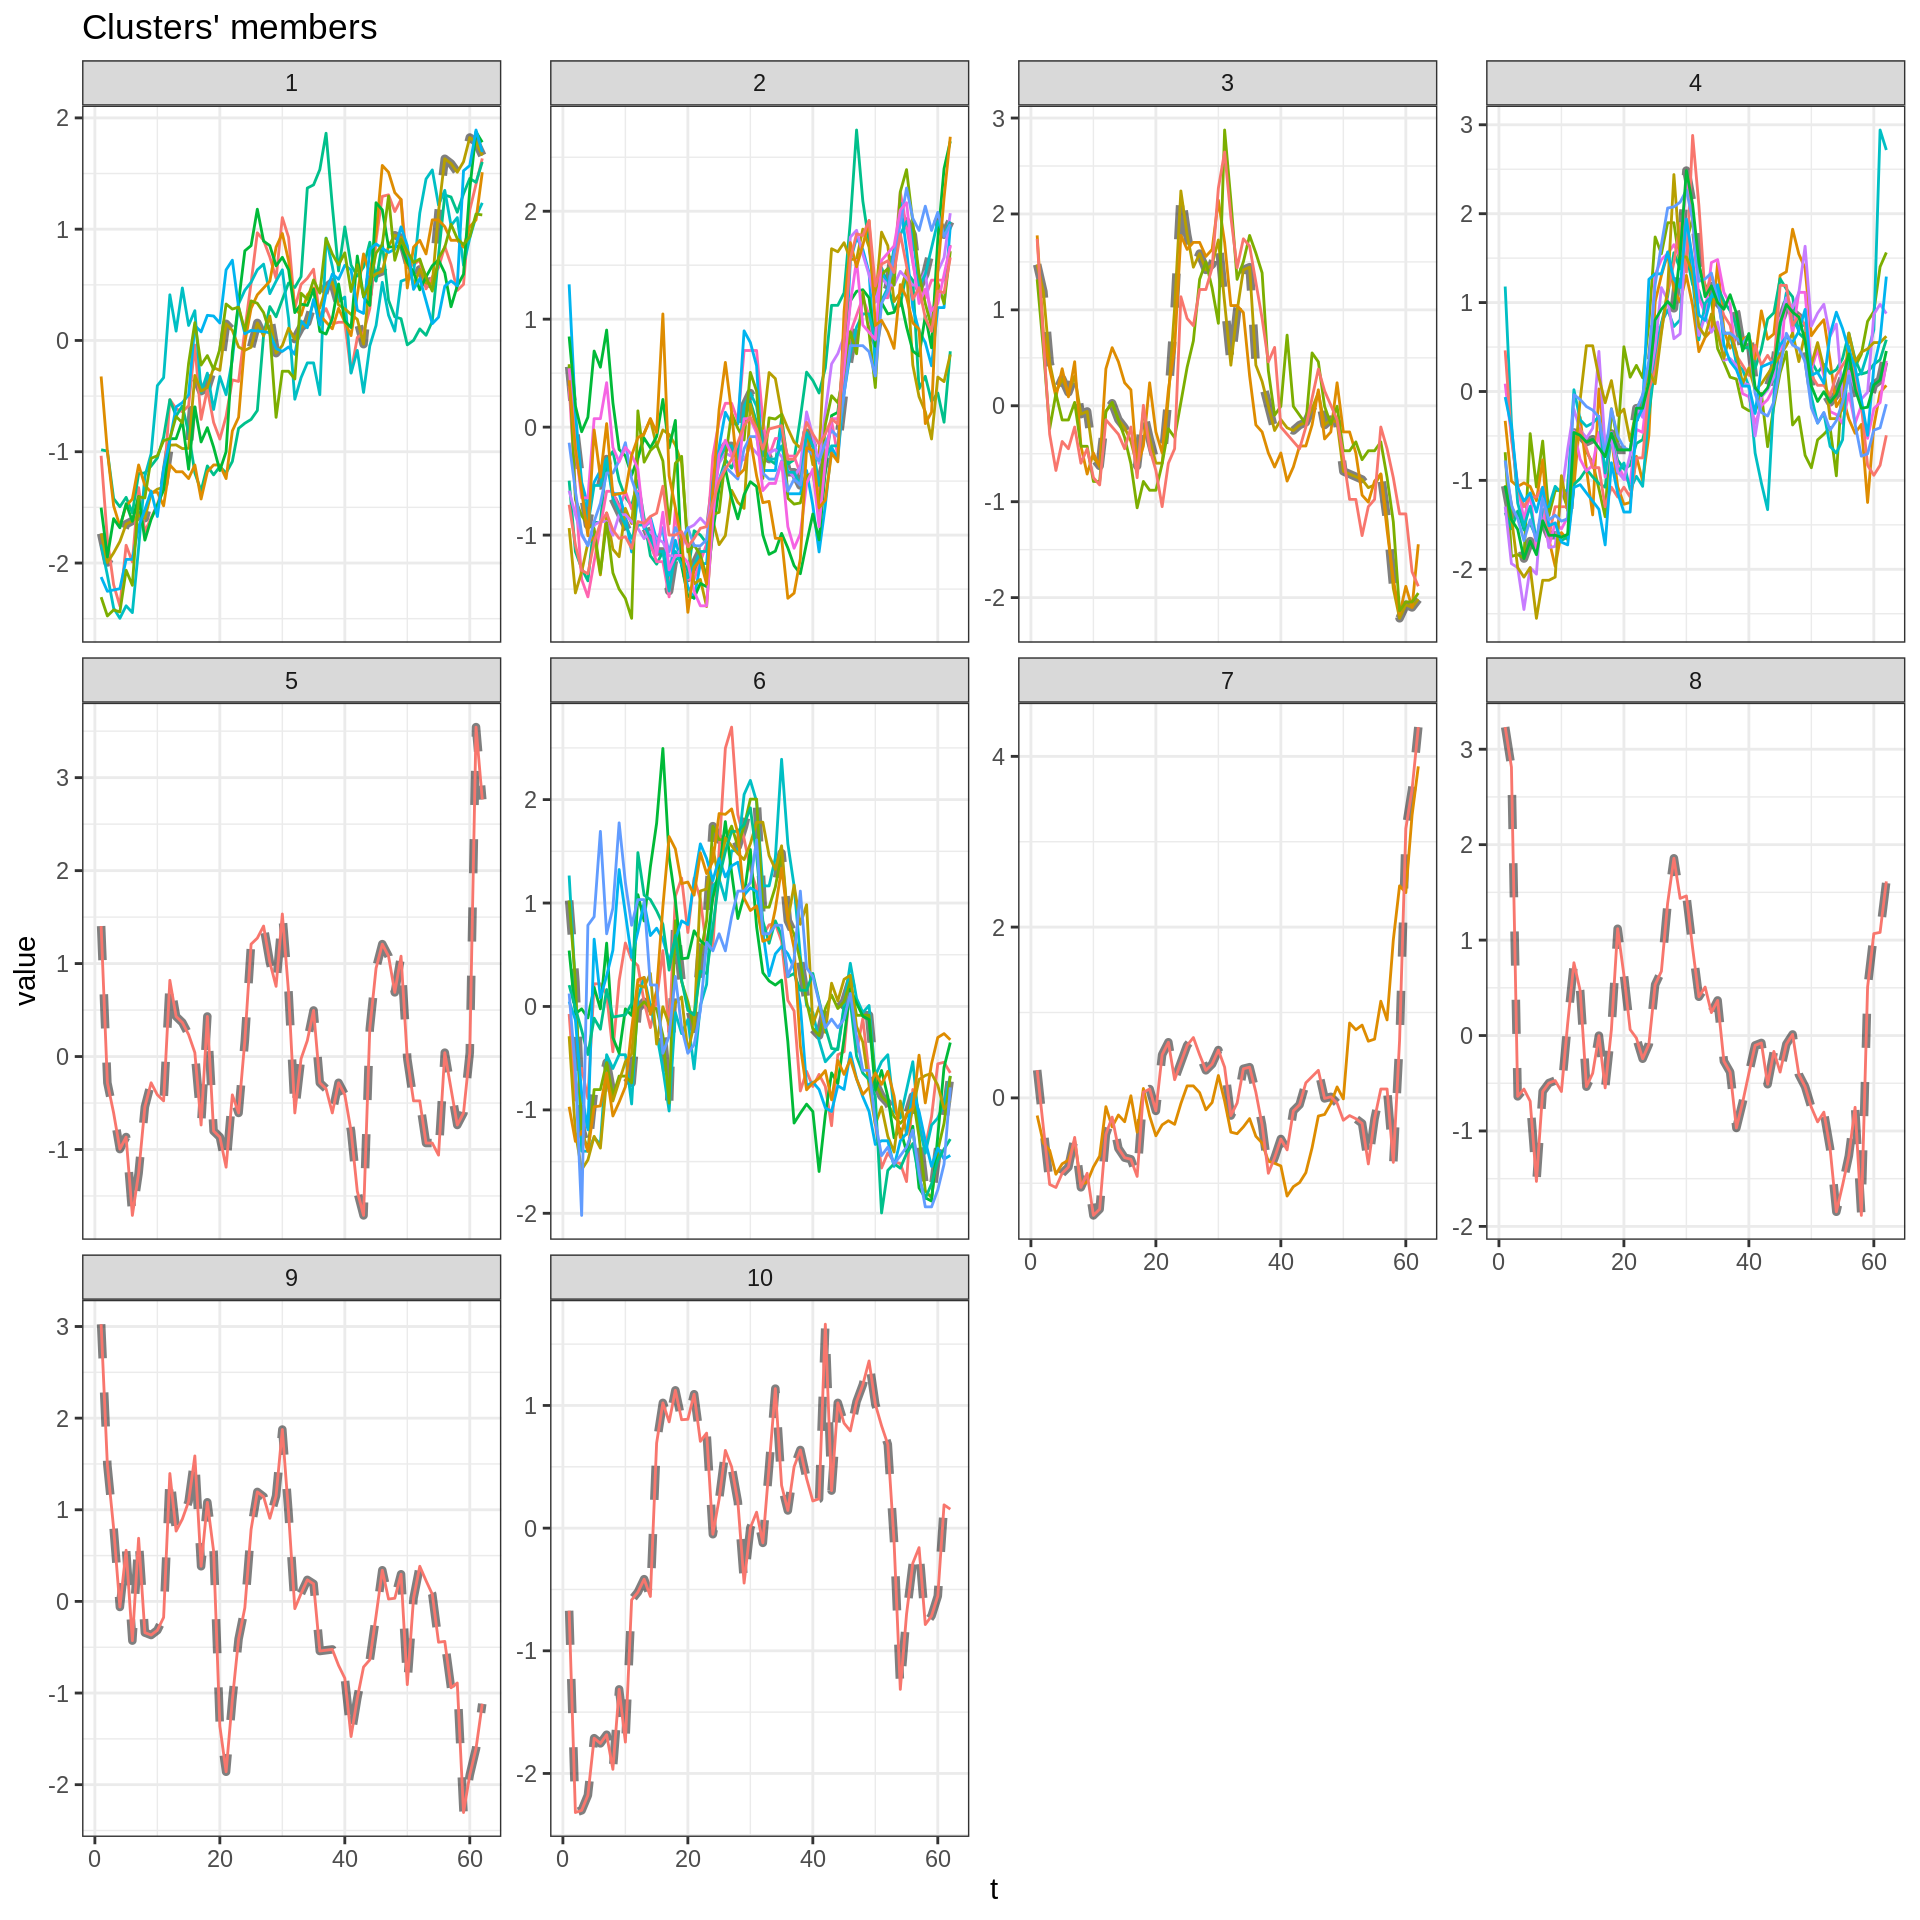 Clusters' members
1 2 3 4
2 1 0 -1 -2
2 1 0 -1
3 2 1 0 -1 -2
3 2 1 0 -1 -2
5 6 7 8
3 2 1 0 -1
2 1 0 -1 -2
4 2 0
3 2 1 0 -1 -2
0 20 40 60
0 20 40 60
value
9 10
3 2 1 0 -1 -2
1 0 -1 -2
0 20 40 60
0 20 40 60
t